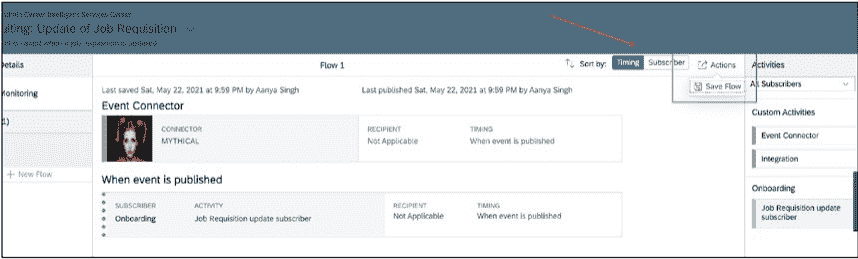 Admin Center Intelligent Services Center
uiting: Update of Job Requisition
Details
Flow 1
Sort by: Timing Subscriber
Actions
Save Flow
Activities
All Subscribers
Monitoring
1)
New Flow
Last saved Sat, May 22, 2021 at 9:59 PM by Aanya Singh
Last published Sat, May 22, 2021 at 9:59 PM by Aanya Singh
Event Connector
CONNECTOR
MYTHICAL
RECIPIENT
Not Applicable
TIMING
When event is published
When event is published
SUBSCRIBER
Onboarding
ACTIVITY
Job Requisition update subscriber
RECIPIENT
Not Applicable
TIMING
When event is published
Custom Activities
Event Connector
Integration
Onboarding
Job Requisition update
subscriber